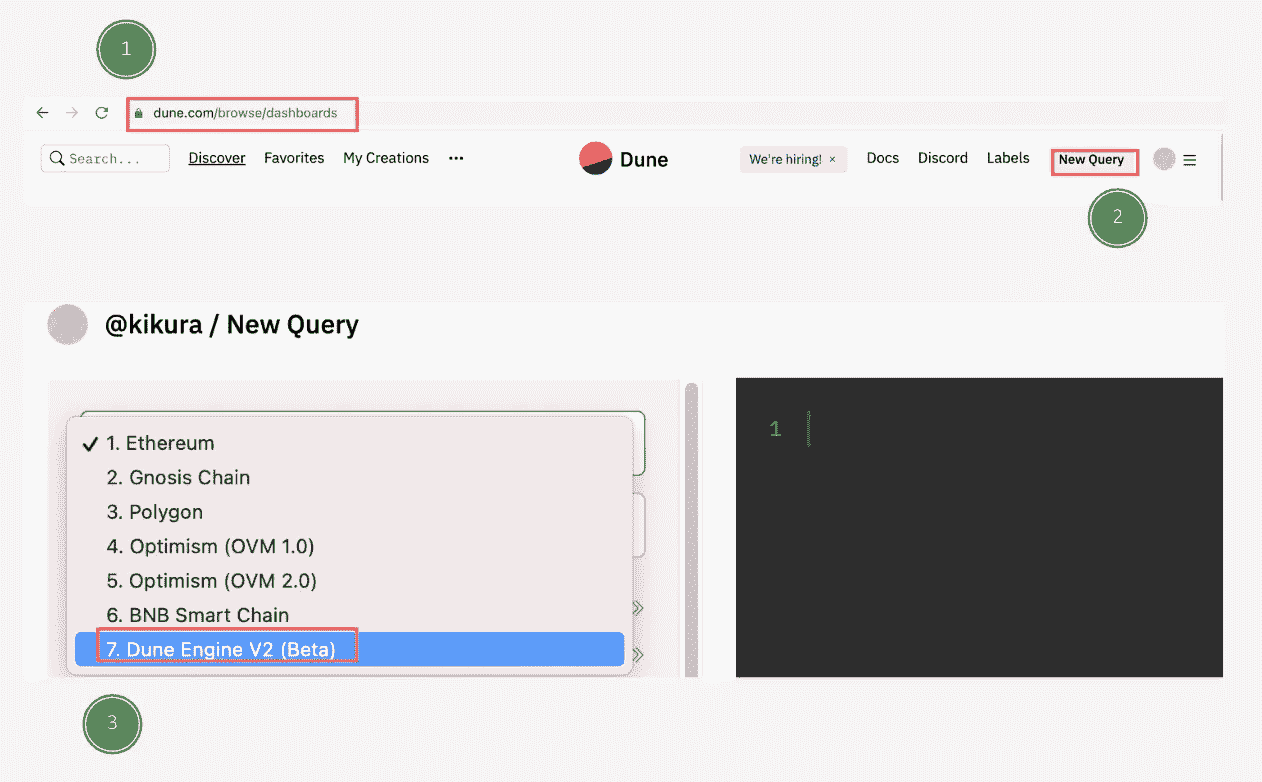 1
dune.com/browse/dashboards
Search... Discover Favorites My Creations ••• Dune We're hiring! × Docs Discord Labels New Query
2
@kikura / New Query
✓ 1. Ethereum
2. Gnosis Chain
3. Polygon
4. Optimism (OVM 1.0)
5. Optimism (OVM 2.0)
6. BNB Smart Chain
7. Dune Engine V2 (Beta)
1
3